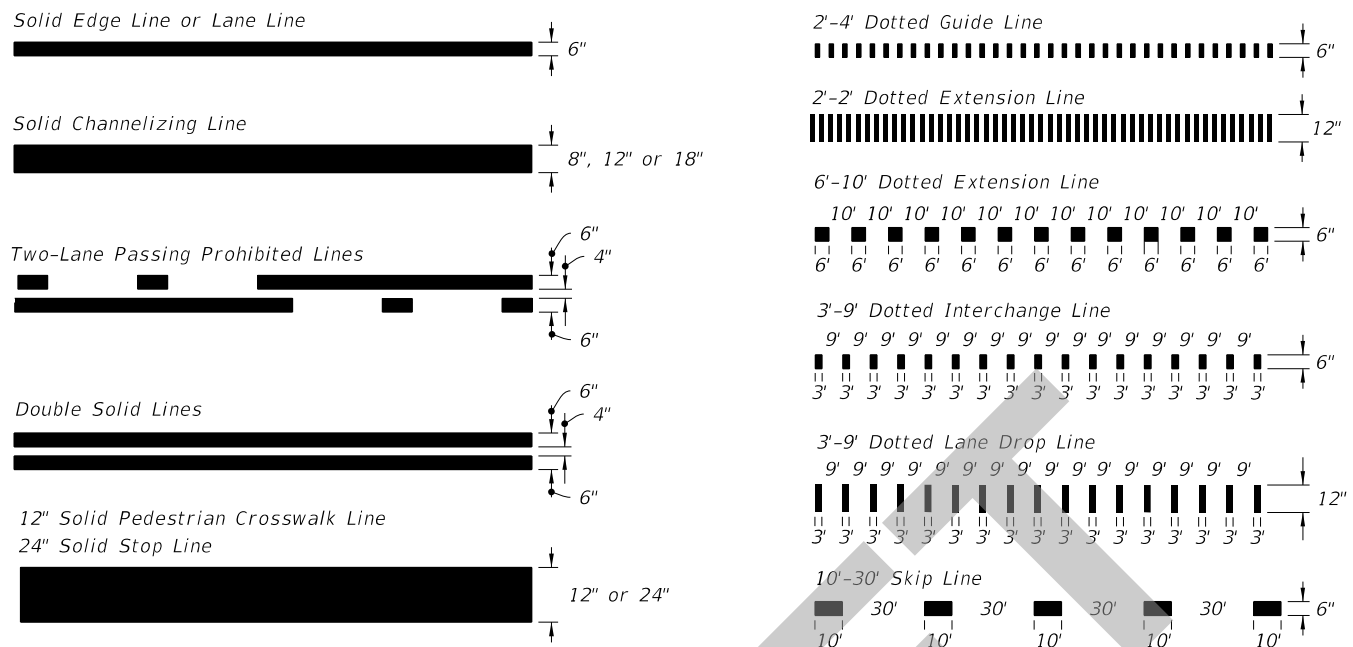 Solid Edge Line or Lane Line
6"
Solid Channelizing Line
8", 12" or 18"
Two-Lane Passing Prohibited Lines
6"
4"
6"
Double Solid Lines
6"
4"
6"
12" Solid Pedestrian Crosswalk Line
24" Solid Stop Line
12" or 24"
2'-4' Dotted Guide Line
6"
2'-2' Dotted Extension Line
12"
6'-10' Dotted Extension Line
10' 10' 10' 10' 10' 10' 10' 10' 10' 10' 10' 10'
6"
6' 6' 6' 6' 6' 6' 6' 6' 6' 6' 6' 6' 6'
3'-9' Dotted Interchange Line
9' 9' 9' 9' 9' 9' 9' 9' 9' 9' 9' 9' 9' 9' 9' 9'
6"
3' 3' 3' 3' 3' 3' 3' 3' 3' 3' 3' 3' 3' 3' 3' 3' 3'
3'-9' Dotted Lane Drop Line
9' 9' 9' 9' 9' 9' 9' 9' 9' 9' 9' 9' 9' 9' 9' 9'
12"
3' 3' 3' 3' 3' 3' 3' 3' 3' 3' 3' 3' 3' 3' 3' 3' 3'
10'-30' Skip Line
30' 30' 30' 30'
6"
10' 10' 10' 10' 10'